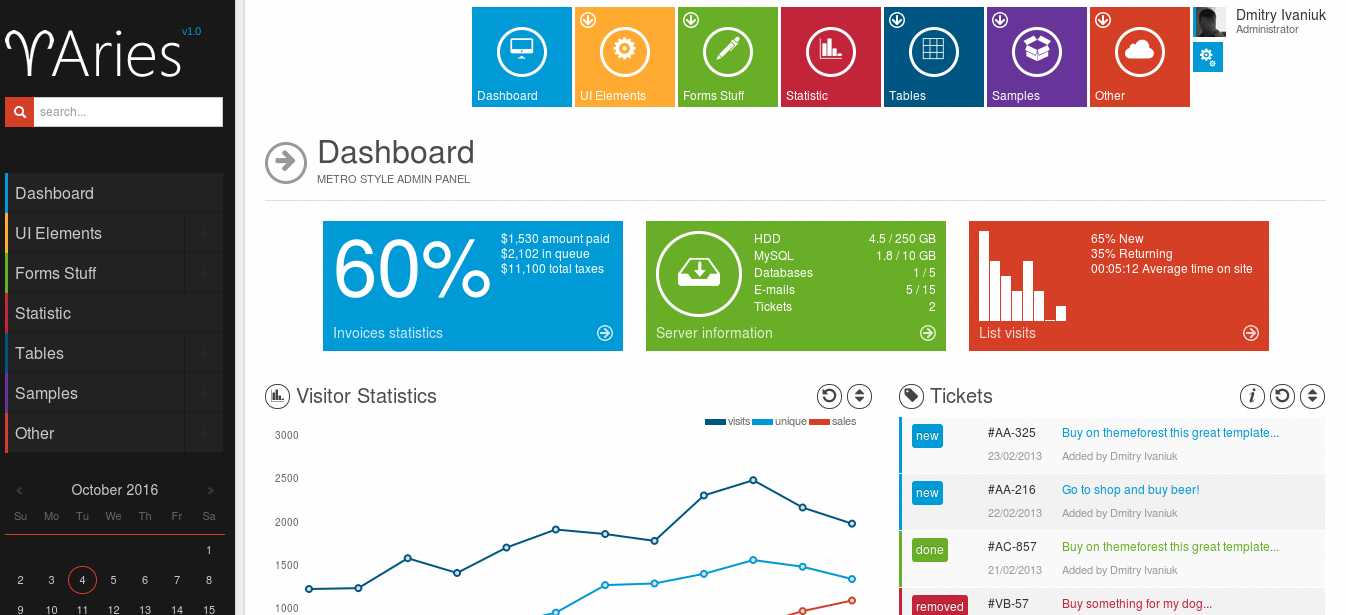 Aries v1.0
search...
Dashboard
UI Elements
Forms Stuff
Statistic
Tables
Samples
Other
October 2016
Su Mo Tu We Th Fr Sa
1
2 3 4 5 6 7 8
9 10 11 12 13 14 15
Dashboard
UI Elements
Forms Stuff
Statistic
Tables
Samples
Other
Dmitry Ivaniuk
Administrator
Dashboard
METRO STYLE ADMIN PANEL
60%
$1,530 amount paid
$2,102 in queue
$11,100 total taxes
Invoices statistics
HDD 4.5 / 250 GB
MySQL 1.8 / 10 GB
Databases 1 / 5
E-mails 5 / 15
Tickets 2
Server information
65% New
35% Returning
00:05:12 Average time on site
List visits
Visitor Statistics
visits unique sales
3000
2500
2000
1500
1000
Tickets
new #AA-325 Buy on themeforest this great template...
23/02/2013 Added by Dmitry Ivaniuk
new #AA-216 Go to shop and buy beer!
22/02/2013 Added by Dmitry Ivaniuk
done #AC-857 Buy on themeforest this great template...
21/02/2013 Added by Dmitry Ivaniuk
removed #VB-57 Buy something for my dog...